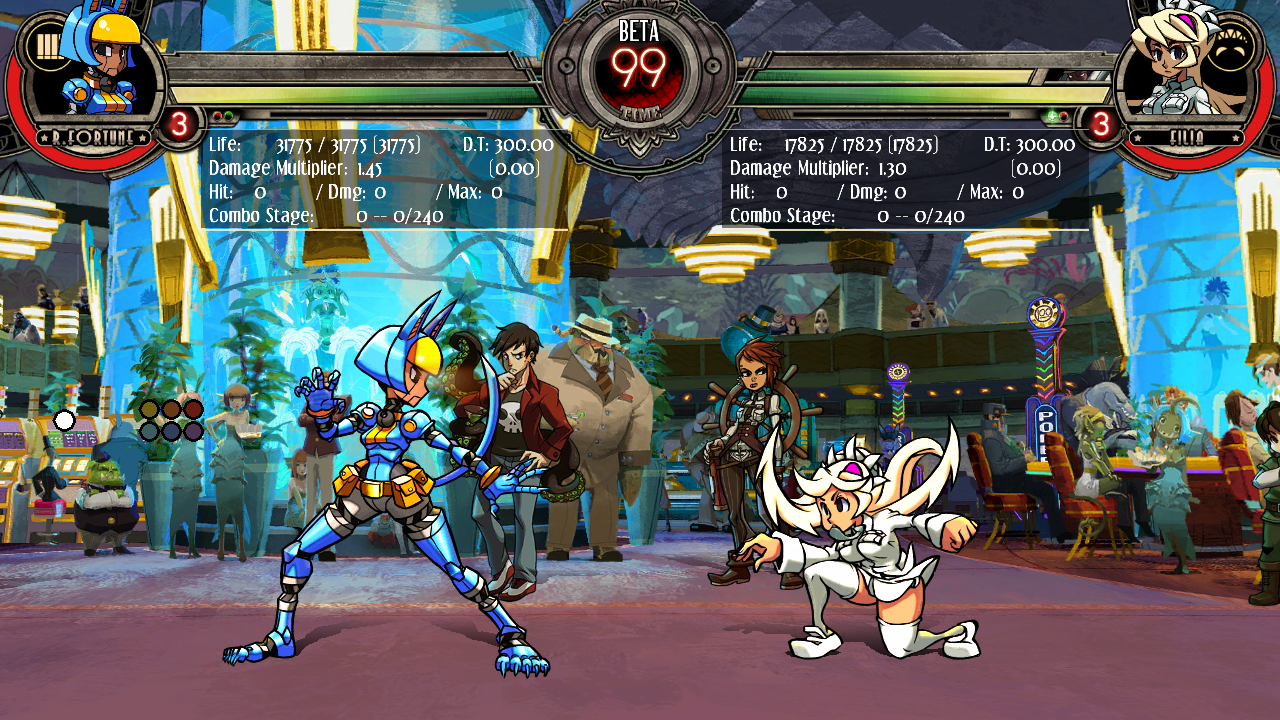 BETA
99
TIME
3
R.FORTUNE
3
FILIA
Life: 31775 / 31775 (31775) D.T: 300.00
Damage Multiplier: 1.45 (0.00)
Hit: 0 / Dmg: 0 / Max: 0
Combo Stage: 0 -- 0/240
Life: 17825 / 17825 (17825) D.T: 300.00
Damage Multiplier: 1.30 (0.00)
Hit: 0 / Dmg: 0 / Max: 0
Combo Stage: 0 -- 0/240